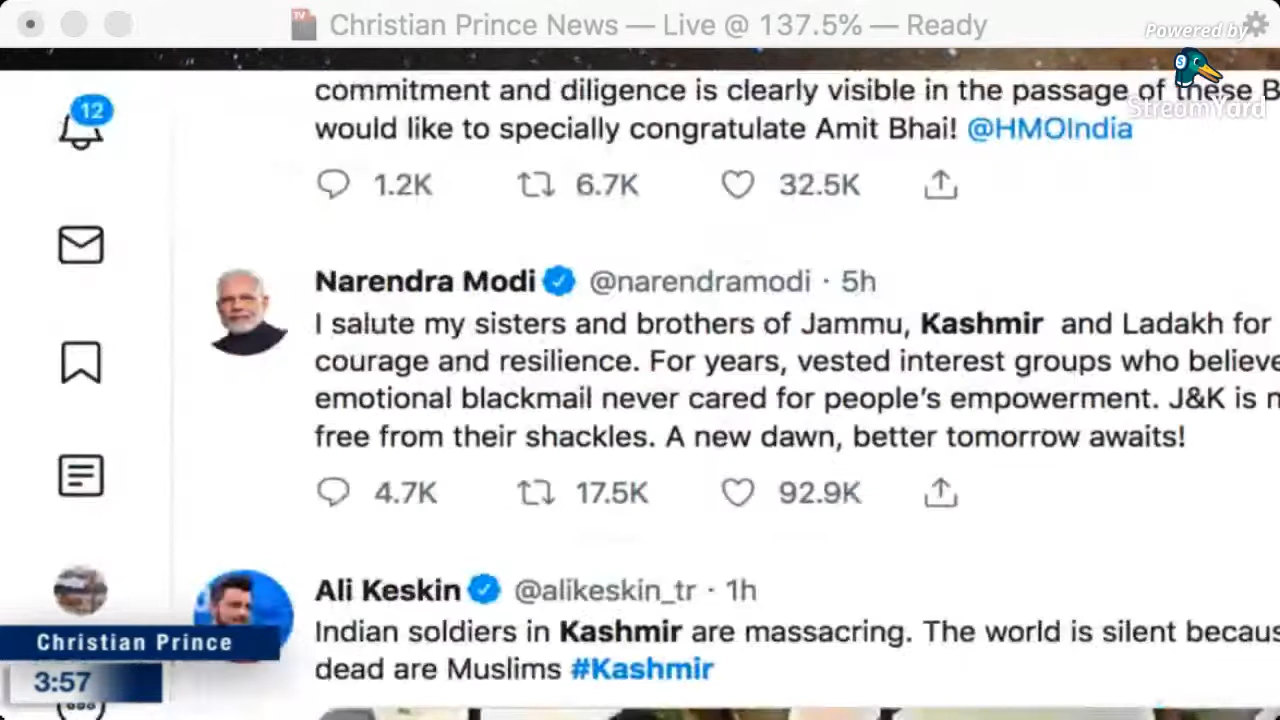 Christian Prince News — Live @ 137.5% — Ready
Powered by
StreamYard
12
commitment and diligence is clearly visible in the passage of these B
would like to specially congratulate Amit Bhai! @HMOIndia
1.2K 6.7K 32.5K
Narendra Modi @narendramodi · 5h
I salute my sisters and brothers of Jammu, Kashmir and Ladakh for
courage and resilience. For years, vested interest groups who believe
emotional blackmail never cared for people's empowerment. J&K is n
free from their shackles. A new dawn, better tomorrow awaits!
4.7K 17.5K 92.9K
Ali Keskin @alikeskin_tr · 1h
Indian soldiers in Kashmir are massacring. The world is silent becaus
dead are Muslims #Kashmir
Christian Prince
3:57